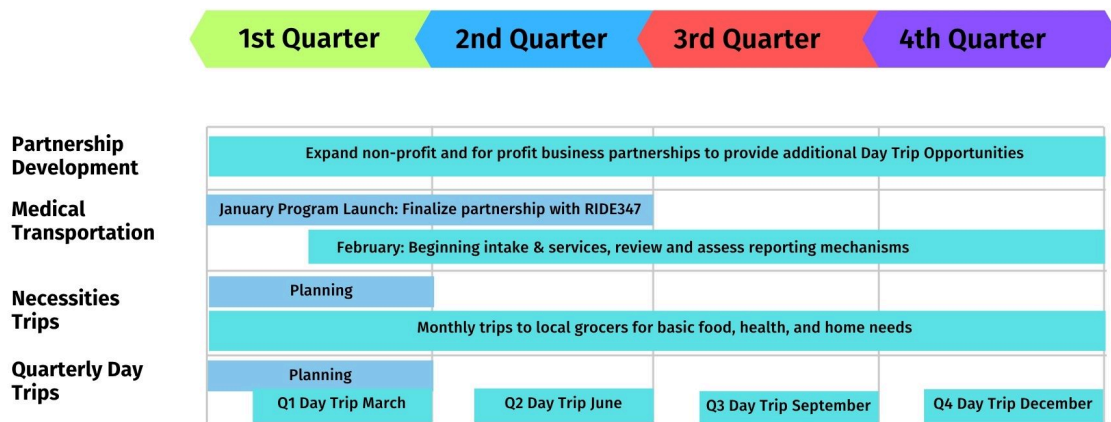 1st Quarter
2nd Quarter
3rd Quarter
4th Quarter
Partnership
Development
Expand non-profit and for profit business partnerships to provide additional Day Trip Opportunities
Medical
Transportation
January Program Launch: Finalize partnership with RIDE347
February: Beginning intake & services, review and assess reporting mechanisms
Necessities
Trips
Planning
Monthly trips to local grocers for basic food, health, and home needs
Quarterly Day
Trips
Planning
Q1 Day Trip March
Q2 Day Trip June
Q3 Day Trip September
Q4 Day Trip December